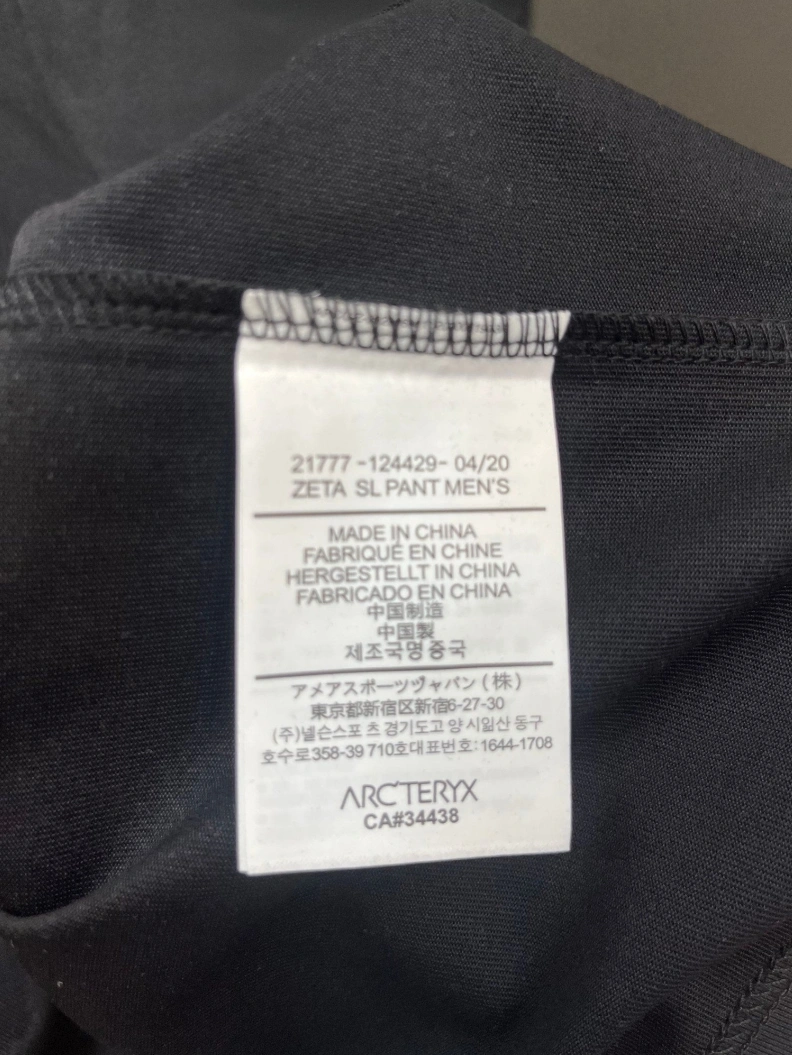 21777 -124429- 04/20
ZETA SL PANT MEN'S
MADE IN CHINA
FABRIQUÉ EN CHINE
HERGESTELLT IN CHINA
FABRICADO EN CHINA
中国制造
中国製
제조국명 중국
アメアスポーツヅャパン (株)
東京都新宿区新宿6-27-30
(주)넬슨스포 츠 경기도고 양 시일산 동구
호수로358-39 710호대표번호:1644-1708
ARC'TERYX
CA#34438